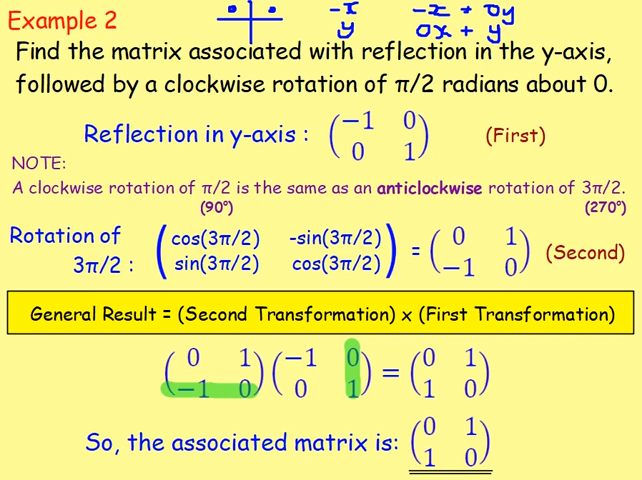 Example 2
-x
y
-x + 0y
0x + y
Find the matrix associated with reflection in the y-axis,
followed by a clockwise rotation of π/2 radians about 0.
Reflection in y-axis : (-1 0
0 1) (First)
NOTE:
A clockwise rotation of π/2 is the same as an anticlockwise rotation of 3π/2.
(90°) (270°)
Rotation of 3π/2 : (cos(3π/2) -sin(3π/2)
sin(3π/2) cos(3π/2)) = (0 1
-1 0) (Second)
General Result = (Second Transformation) x (First Transformation)
(0 1 (-1 0 = (0 1
-1 0) 0 1) 1 0)
So, the associated matrix is: (0 1
1 0)